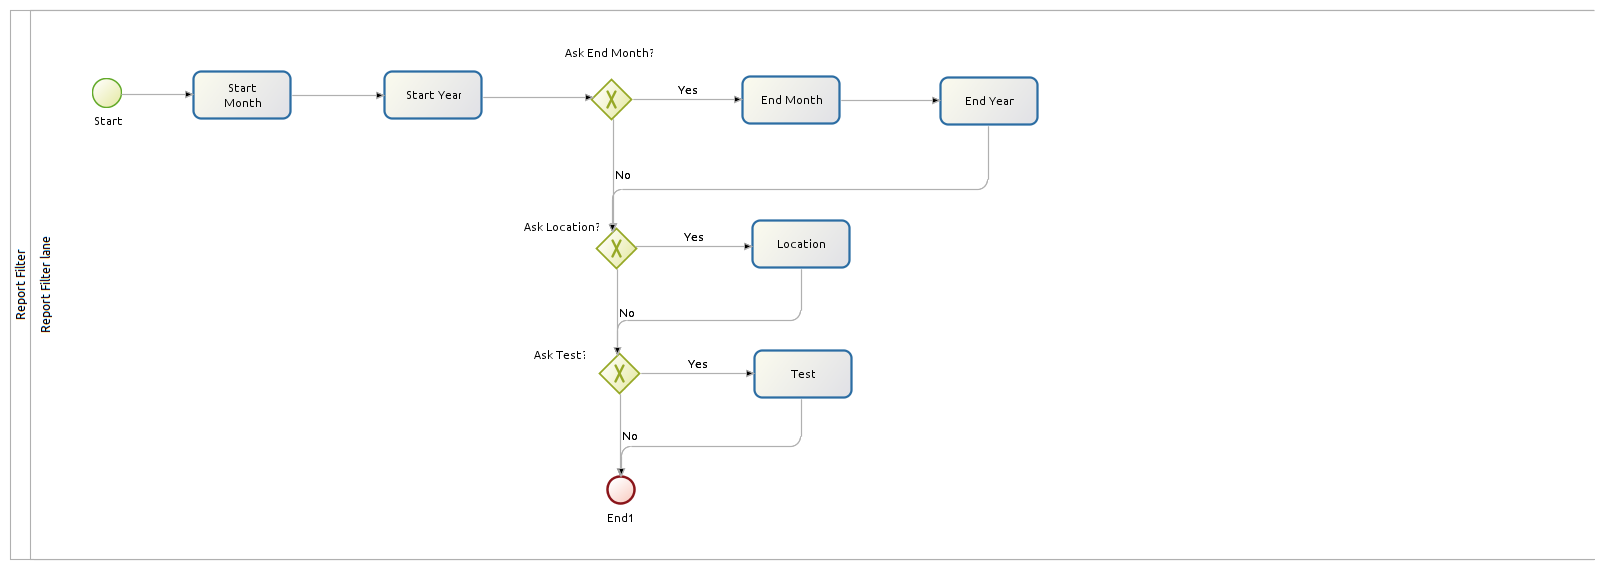 Report Filter
Report Filter lane
Ask End Month?
Start
Start
Month
Start Year
Yes
End Month
End Year
No
Ask Location?
Yes
Location
No
Ask Test?
Yes
Test
No
End1